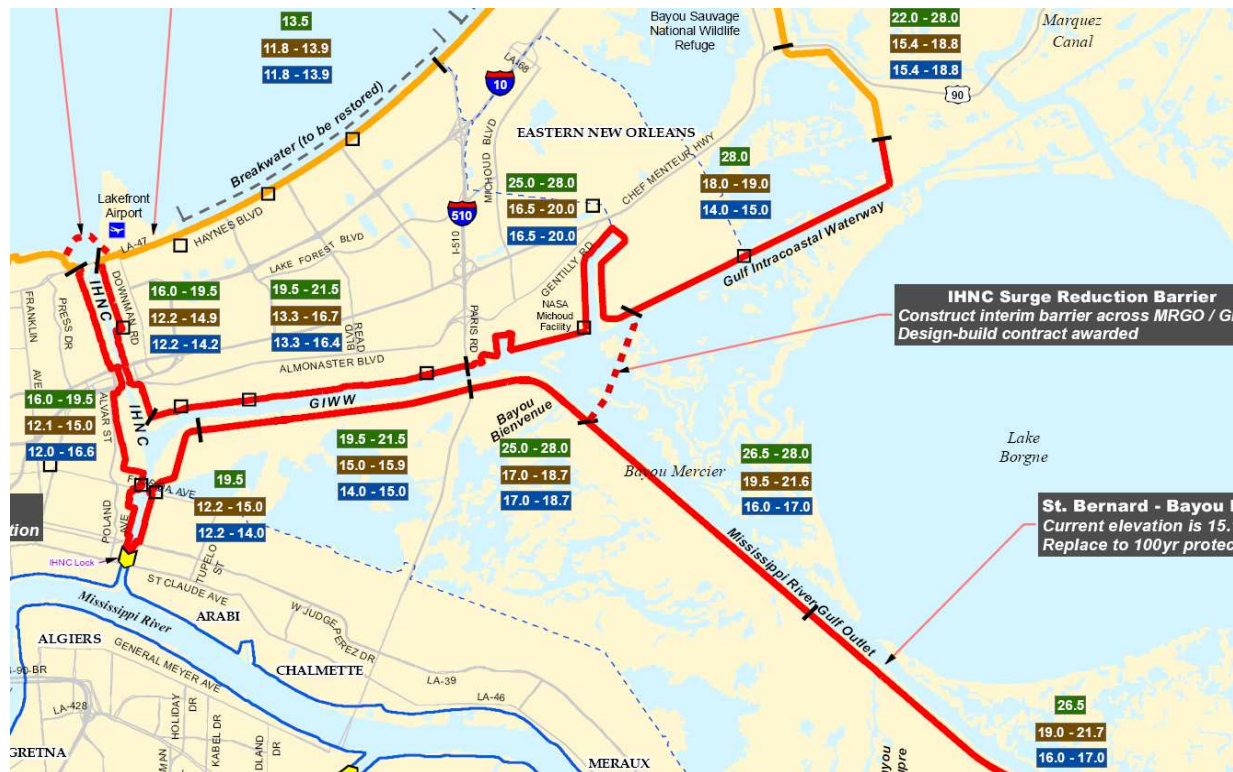 13.5
11.8 - 13.9
11.8 - 13.9
Bayou Sauvage
National Wildlife
Refuge
22.0 - 28.0
15.4 - 18.8
15.4 - 18.8
Marquez
Canal
LA-68
10
90
Breakwater (to be restored)
MICHOUD BLVD
EASTERN NEW ORLEANS
CHEF MENTEUR HWY
28.0
18.0 - 19.0
14.0 - 15.0
25.0 - 28.0
16.5 - 20.0
16.5 - 20.0
Lakefront
Airport
LA-47
HAYNES BLVD
510
I-510
LAKE FOREST BLVD
GENTILLY RD
Gulf Intracoastal Waterway
IHNC
DOWNMAN RD
FRANKLIN
AVE
PRESS DR
16.0 - 19.5
12.2 - 14.9
12.2 - 14.2
19.5 - 21.5
13.3 - 16.7
13.3 - 16.4
READ
BLVD
PARIS RD
NASA
Michoud
Facility
IHNC Surge Reduction Barrier
Construct interim barrier across MRGO /
Design-build contract awarded
ALMONASTER BLVD
16.0 - 19.5
12.1 - 15.0
12.0 - 16.6
ALVAR ST
IHNC
GIWW
Bayou
Bienvenue
19.5 - 21.5
15.0 - 15.9
14.0 - 15.0
25.0 - 28.0
17.0 - 18.7
17.0 - 18.7
Bayou Mercier
26.5 - 28.0
19.5 - 21.6
16.0 - 17.0
Lake
Borgne
AVE
19.5
12.2 - 15.0
12.2 - 14.0
POLAND
AVE
St. Bernard - Bayou
Current elevation is 15.
Replace to 100yr
IHNC Lock
TUPELO
ST
ST CLAUDE AVE
Mississippi River
ARABI
W JUDGE PEREZ DR
Mississippi River Gulf Outlet
ALGIERS
GENERAL MEYER AVE
CHALMETTE
LA-39
LA-46
-90-BR
LA-428
HOLIDAY
DR
KABEL DR
DR
GRETNA
MERAUX
26.5
19.0 - 21.7
16.0 - 17.0